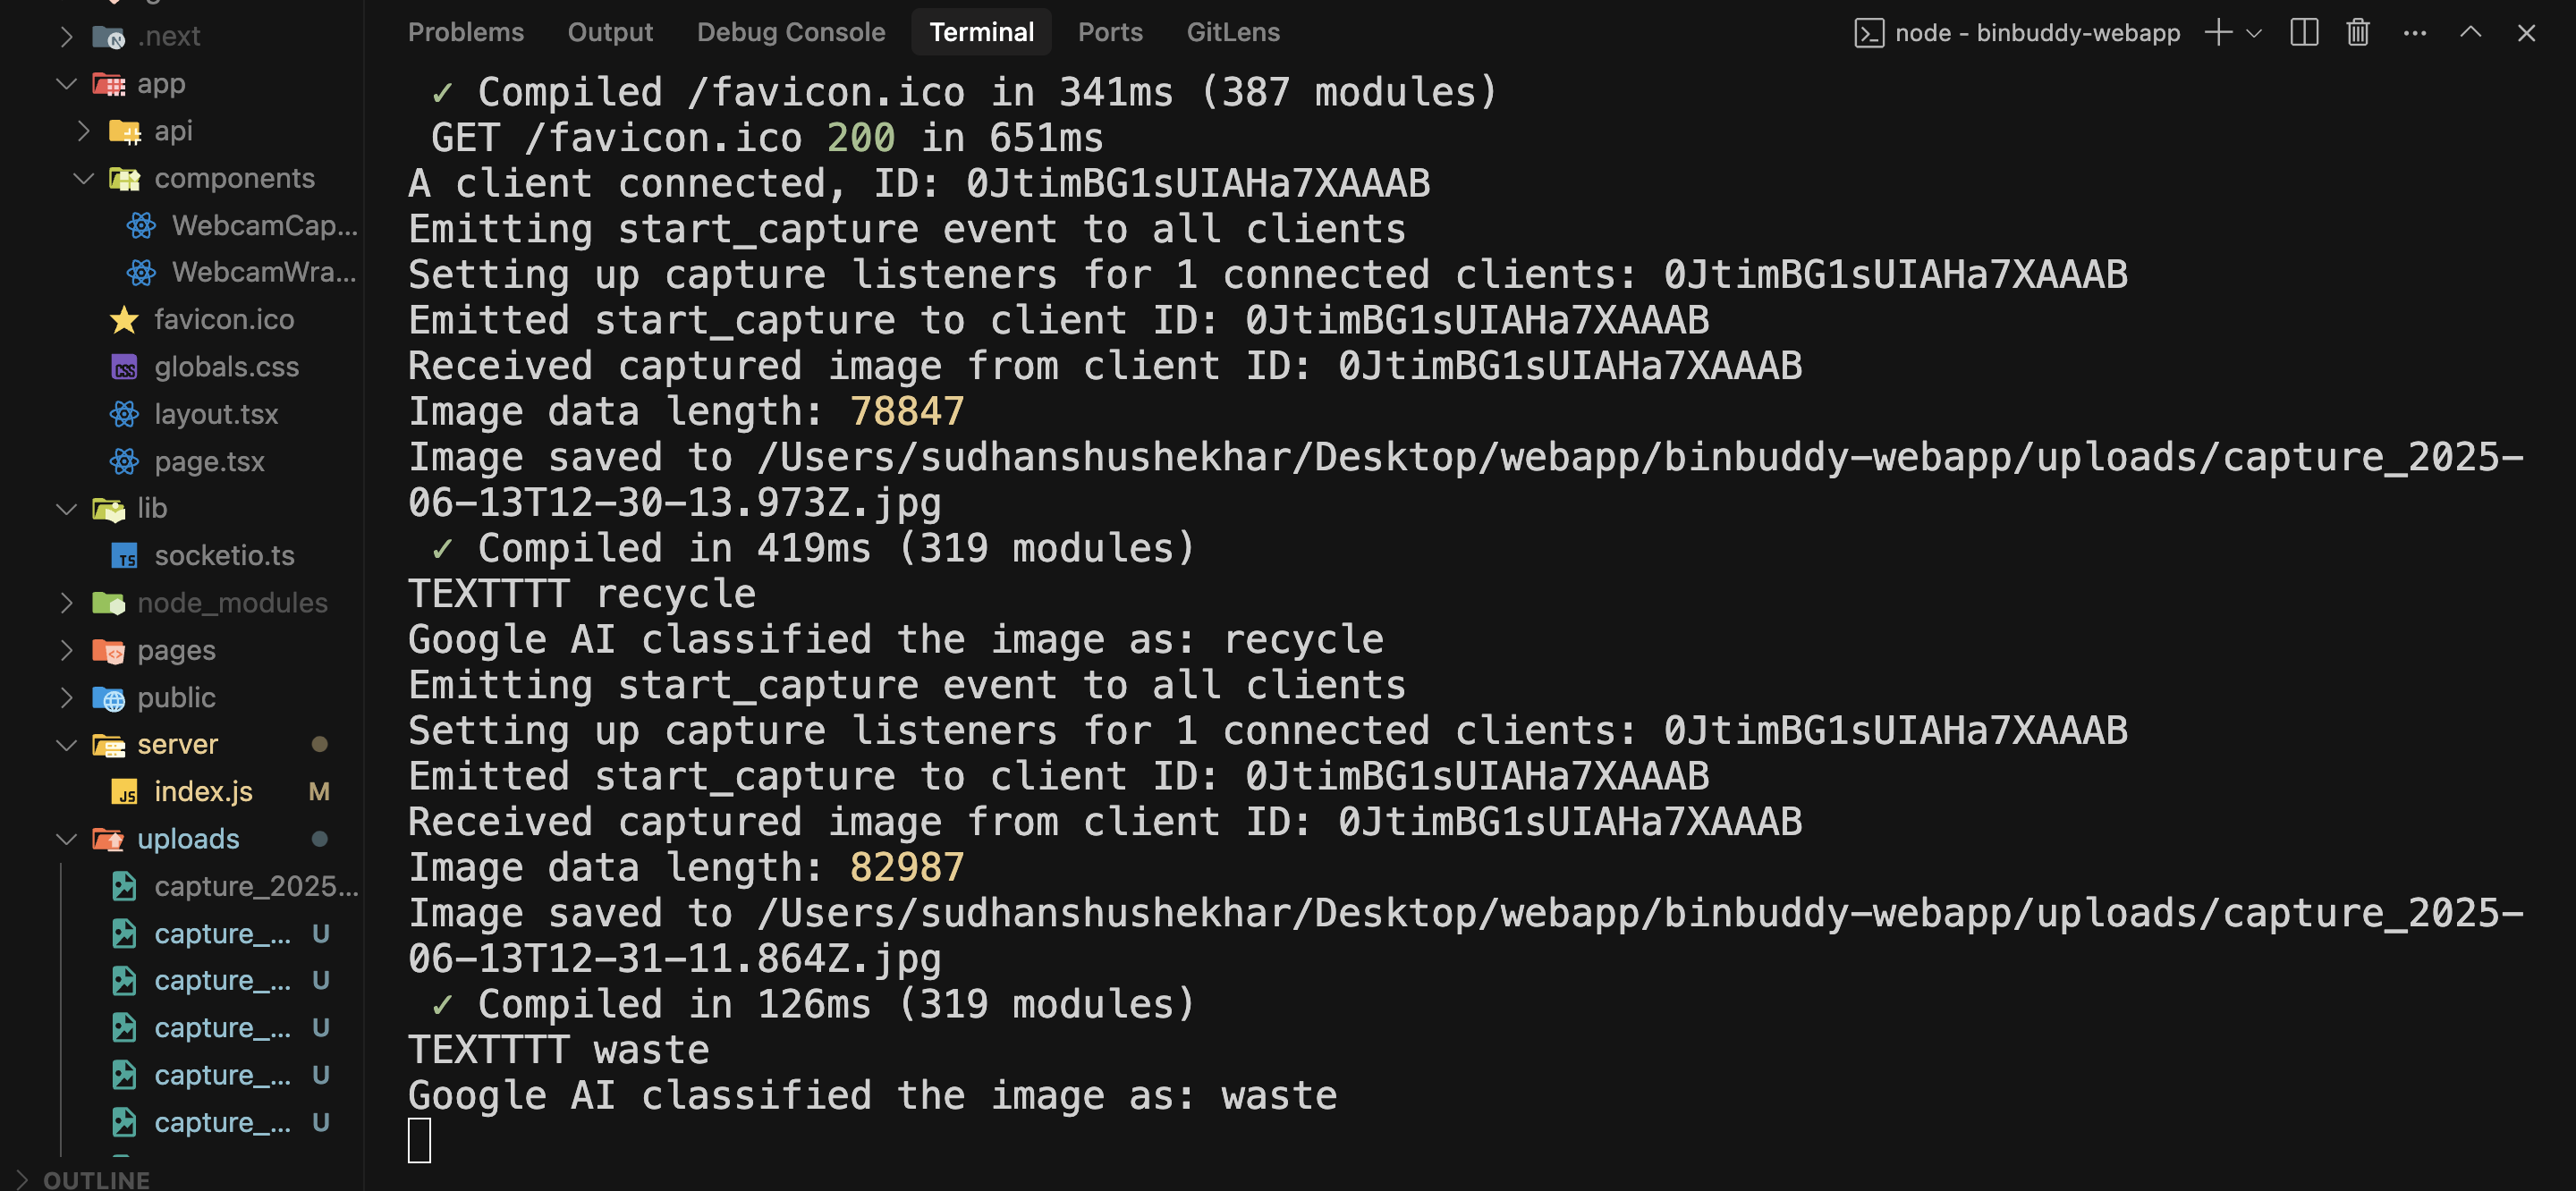 .next
app
api
components
WebcamCap...
WebcamWra...
favicon.ico
globals.css
layout.tsx
page.tsx
lib
socketio.ts
node_modules
pages
public
server
index.js M
uploads
capture_2025...
capture_... U
capture_... U
capture_... U
capture_... U
capture_... U
OUTLINE
Problems Output Debug Console Terminal Ports GitLens node - binbuddy-webapp
✓ Compiled /favicon.ico in 341ms (387 modules)
GET /favicon.ico 200 in 651ms
A client connected, ID: 0JtimBG1sUIAHa7XAAAB
Emitting start_capture event to all clients
Setting up capture listeners for 1 connected clients: 0JtimBG1sUIAHa7XAAAB
Emitted start_capture to client ID: 0JtimBG1sUIAHa7XAAAB
Received captured image from client ID: 0JtimBG1sUIAHa7XAAAB
Image data length: 78847
Image saved to /Users/sudhanshushekhar/Desktop/webapp/binbuddy-webapp/uploads/capture_2025-
06-13T12-30-13.973Z.jpg
✓ Compiled in 419ms (319 modules)
TEXTTTT recycle
Google AI classified the image as: recycle
Emitting start_capture event to all clients
Setting up capture listeners for 1 connected clients: 0JtimBG1sUIAHa7XAAAB
Emitted start_capture to client ID: 0JtimBG1sUIAHa7XAAAB
Received captured image from client ID: 0JtimBG1sUIAHa7XAAAB
Image data length: 82987
Image saved to /Users/sudhanshushekhar/Desktop/webapp/binbuddy-webapp/uploads/capture_2025-
06-13T12-31-11.864Z.jpg
✓ Compiled in 126ms (319 modules)
TEXTTTT waste
Google AI classified the image as: waste